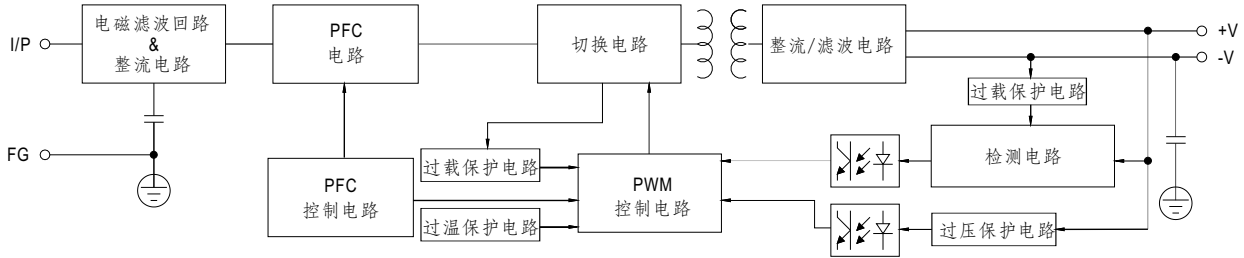 I/P
电磁滤波回路
&
整流电路
PFC
电路
切换电路
整流/滤波电路
+V
-V
过载保护电路
FG
检测电路
过载保护电路
PFC
控制电路
PWM
控制电路
过温保护电路
过压保护电路